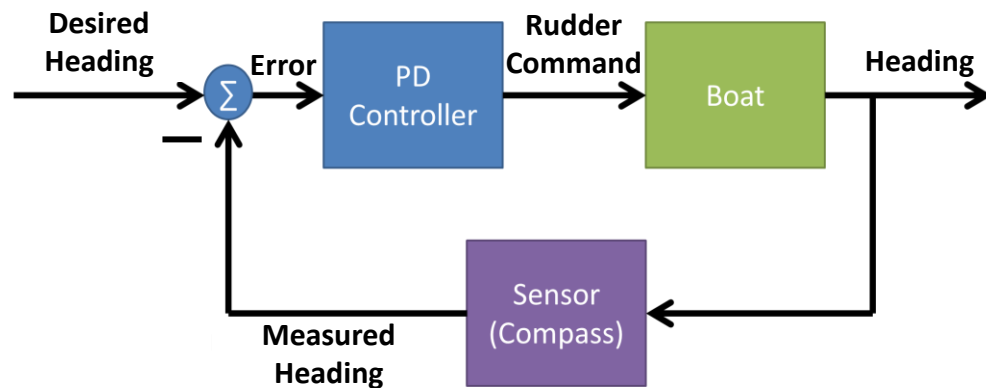 Desired
Heading
Σ
Error
PD
Controller
Rudder
Command
Boat
Heading
—
Sensor
(Compass)
Measured
Heading